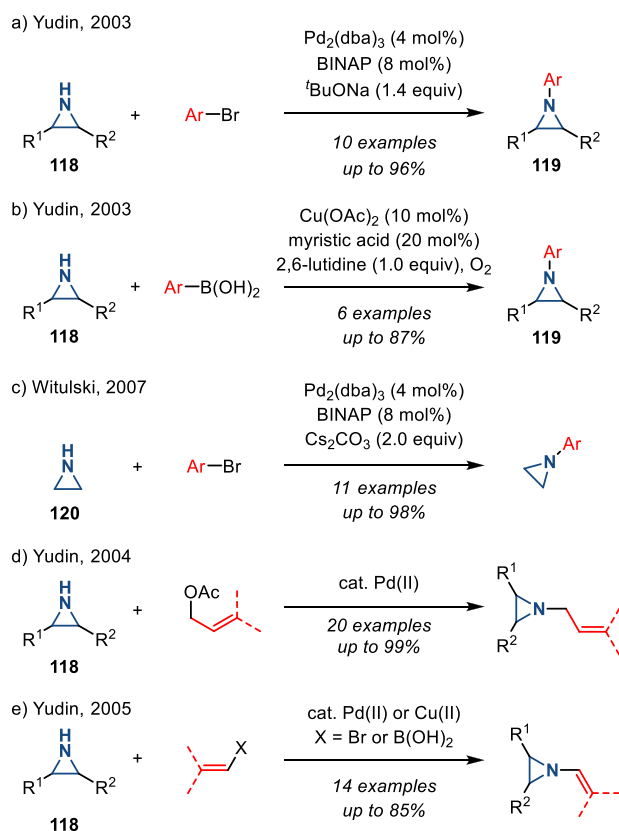 a) Yudin, 2003
Pd₂(dba)₃ (4 mol%)
BINAP (8 mol%)
ᵗBuONa (1.4 equiv)
H
N
R¹
R²
118
+
Ar
Br
10 examples
up to 96%
Ar
N
R¹
R²
119
b) Yudin, 2003
Cu(OAc)₂ (10 mol%)
myristic acid (20 mol%)
2,6-lutidine (1.0 equiv), O₂
H
N
R¹
R²
118
+
Ar
B(OH)₂
6 examples
up to 87%
Ar
N
R¹
R²
119
c) Witulski, 2007
Pd₂(dba)₃ (4 mol%)
BINAP (8 mol%)
Cs₂CO₃ (2.0 equiv)
H
N
120
+
Ar
Br
11 examples
up to 98%
N
Ar
d) Yudin, 2004
H
N
R¹
R²
118
+
OAc
cat. Pd(II)
20 examples
up to 99%
R¹
N
R²
e) Yudin, 2005
cat. Pd(II) or Cu(II)
X = Br or B(OH)₂
H
N
R¹
R²
118
+
X
14 examples
up to 85%
R¹
N
R²